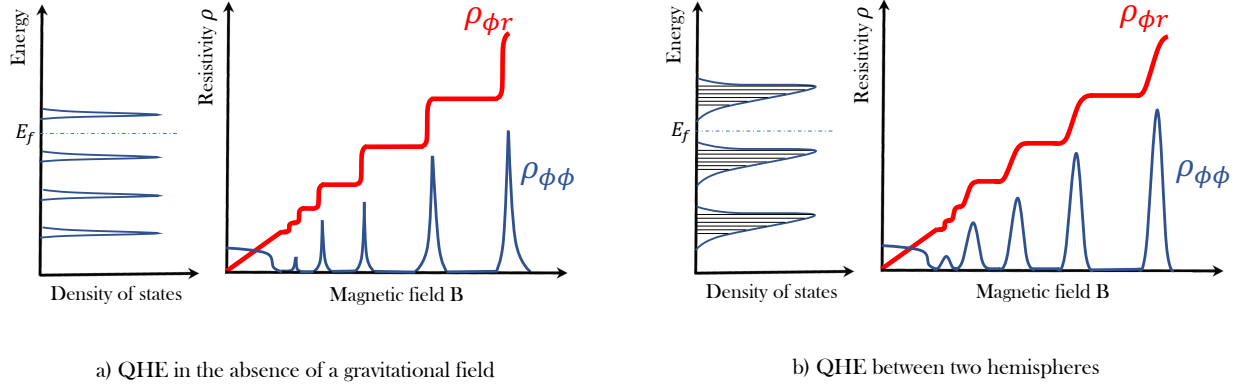 Energy
E_f
Density of states
Resistivity ρ
ρ_ϕr
ρ_ϕϕ
Magnetic field B
a) QHE in the absence of a gravitational field
Energy
E_f
Density of states
Resistivity ρ
ρ_ϕr
ρ_ϕϕ
Magnetic field B
b) QHE between two hemispheres